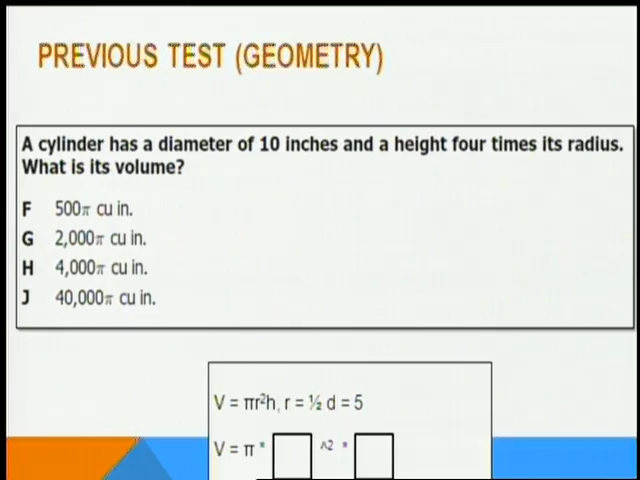 PREVIOUS TEST (GEOMETRY)
A cylinder has a diameter of 10 inches and a height four times its radius.
What is its volume?
F 500π cu in.
G 2,000π cu in.
H 4,000π cu in.
J 40,000π cu in.
V = πr²h, r = ½ d = 5
V = π * ^2 *